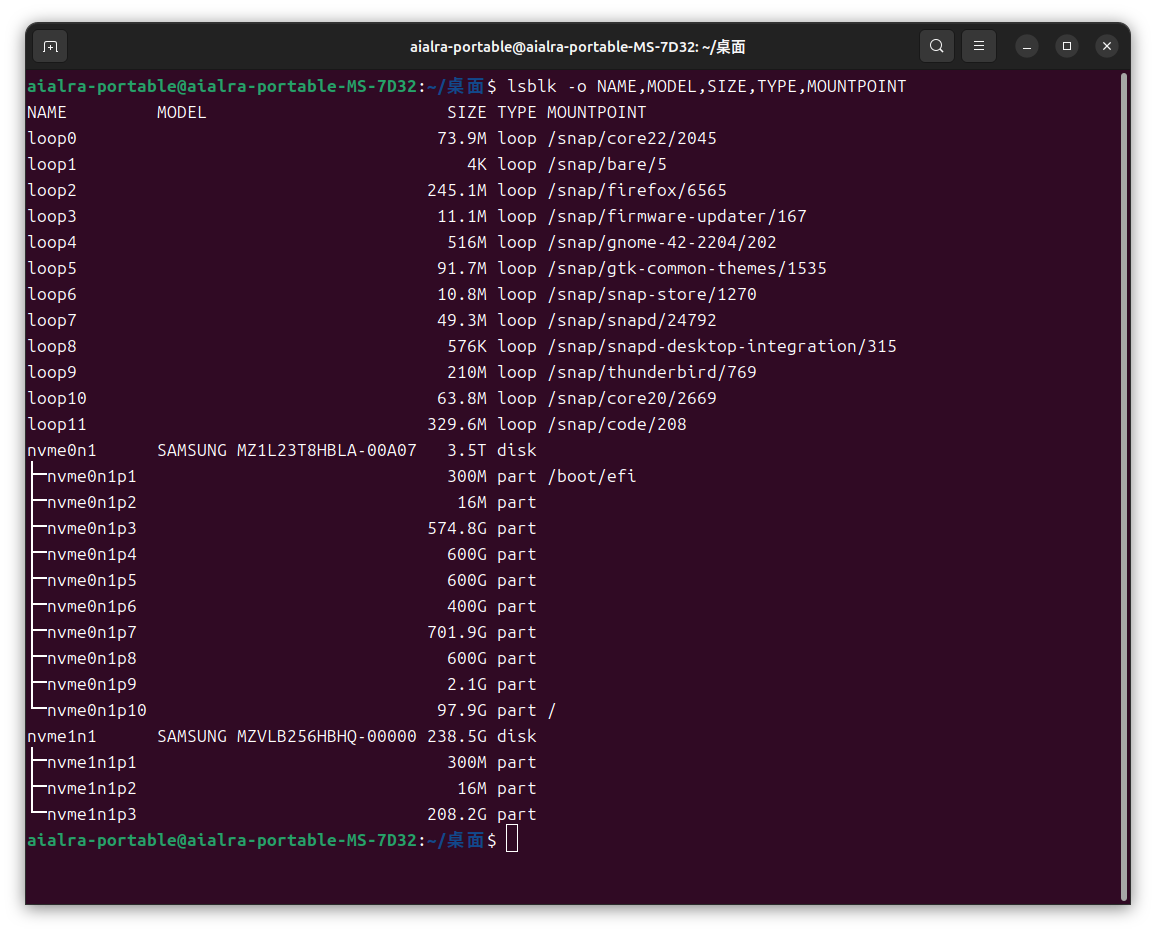 aialra-portable@aialra-portable-MS-7D32: ~/桌面
aialra-portable@aialra-portable-MS-7D32:~/桌面$ lsblk -o NAME,MODEL,SIZE,TYPE,MOUNTPOINT
NAME MODEL SIZE TYPE MOUNTPOINT
loop0 73.9M loop /snap/core22/2045
loop1 4K loop /snap/bare/5
loop2 245.1M loop /snap/firefox/6565
loop3 11.1M loop /snap/firmware-updater/167
loop4 516M loop /snap/gnome-42-2204/202
loop5 91.7M loop /snap/gtk-common-themes/1535
loop6 10.8M loop /snap/snap-store/1270
loop7 49.3M loop /snap/snapd/24792
loop8 576K loop /snap/snapd-desktop-integration/315
loop9 210M loop /snap/thunderbird/769
loop10 63.8M loop /snap/core20/2669
loop11 329.6M loop /snap/code/208
nvme0n1 SAMSUNG MZ1L23T8HBLA-00A07 3.5T disk
├─nvme0n1p1 300M part /boot/efi
├─nvme0n1p2 16M part
├─nvme0n1p3 574.8G part
├─nvme0n1p4 600G part
├─nvme0n1p5 600G part
├─nvme0n1p6 400G part
├─nvme0n1p7 701.9G part
├─nvme0n1p8 600G part
├─nvme0n1p9 2.1G part
└─nvme0n1p10 97.9G part /
nvme1n1 SAMSUNG MZVLB256HBHQ-00000 238.5G disk
├─nvme1n1p1 300M part
├─nvme1n1p2 16M part
└─nvme1n1p3 208.2G part
aialra-portable@aialra-portable-MS-7D32:~/桌面$